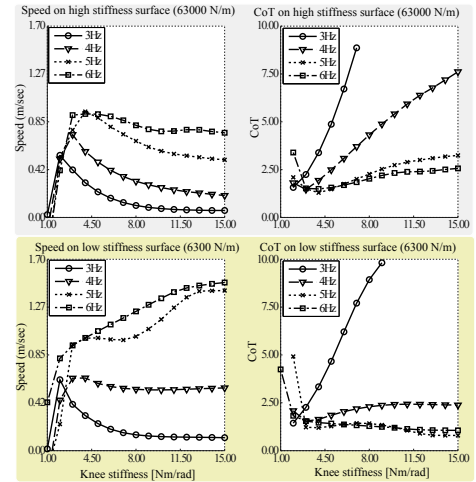 Speed on high stiffness surface (63000 N/m)
1.70
1.27
0.85
0.42
0.00
Speed (m/sec)
3Hz
4Hz
5Hz
6Hz
1.00 4.50 8.00 11.50 15.00
CoT on high stiffness surface (63000 N/m)
10.00
7.50
5.00
2.50
0.00
CoT
3Hz
4Hz
5Hz
6Hz
1.00 4.50 8.00 11.50 15.00
Speed on low stiffness surface (6300 N/m)
1.70
1.27
0.85
0.43
0.00
Speed (m/sec)
3Hz
4Hz
5Hz
6Hz
1.00 4.50 8.00 11.50 15.00
Knee stiffness [Nm/rad]
CoT on low stiffness surface (6300 N/m)
10.00
7.50
5.00
2.50
0.00
CoT
3Hz
4Hz
5Hz
6Hz
1.00 4.50 8.00 11.50 15.00
Knee stiffness [Nm/rad]